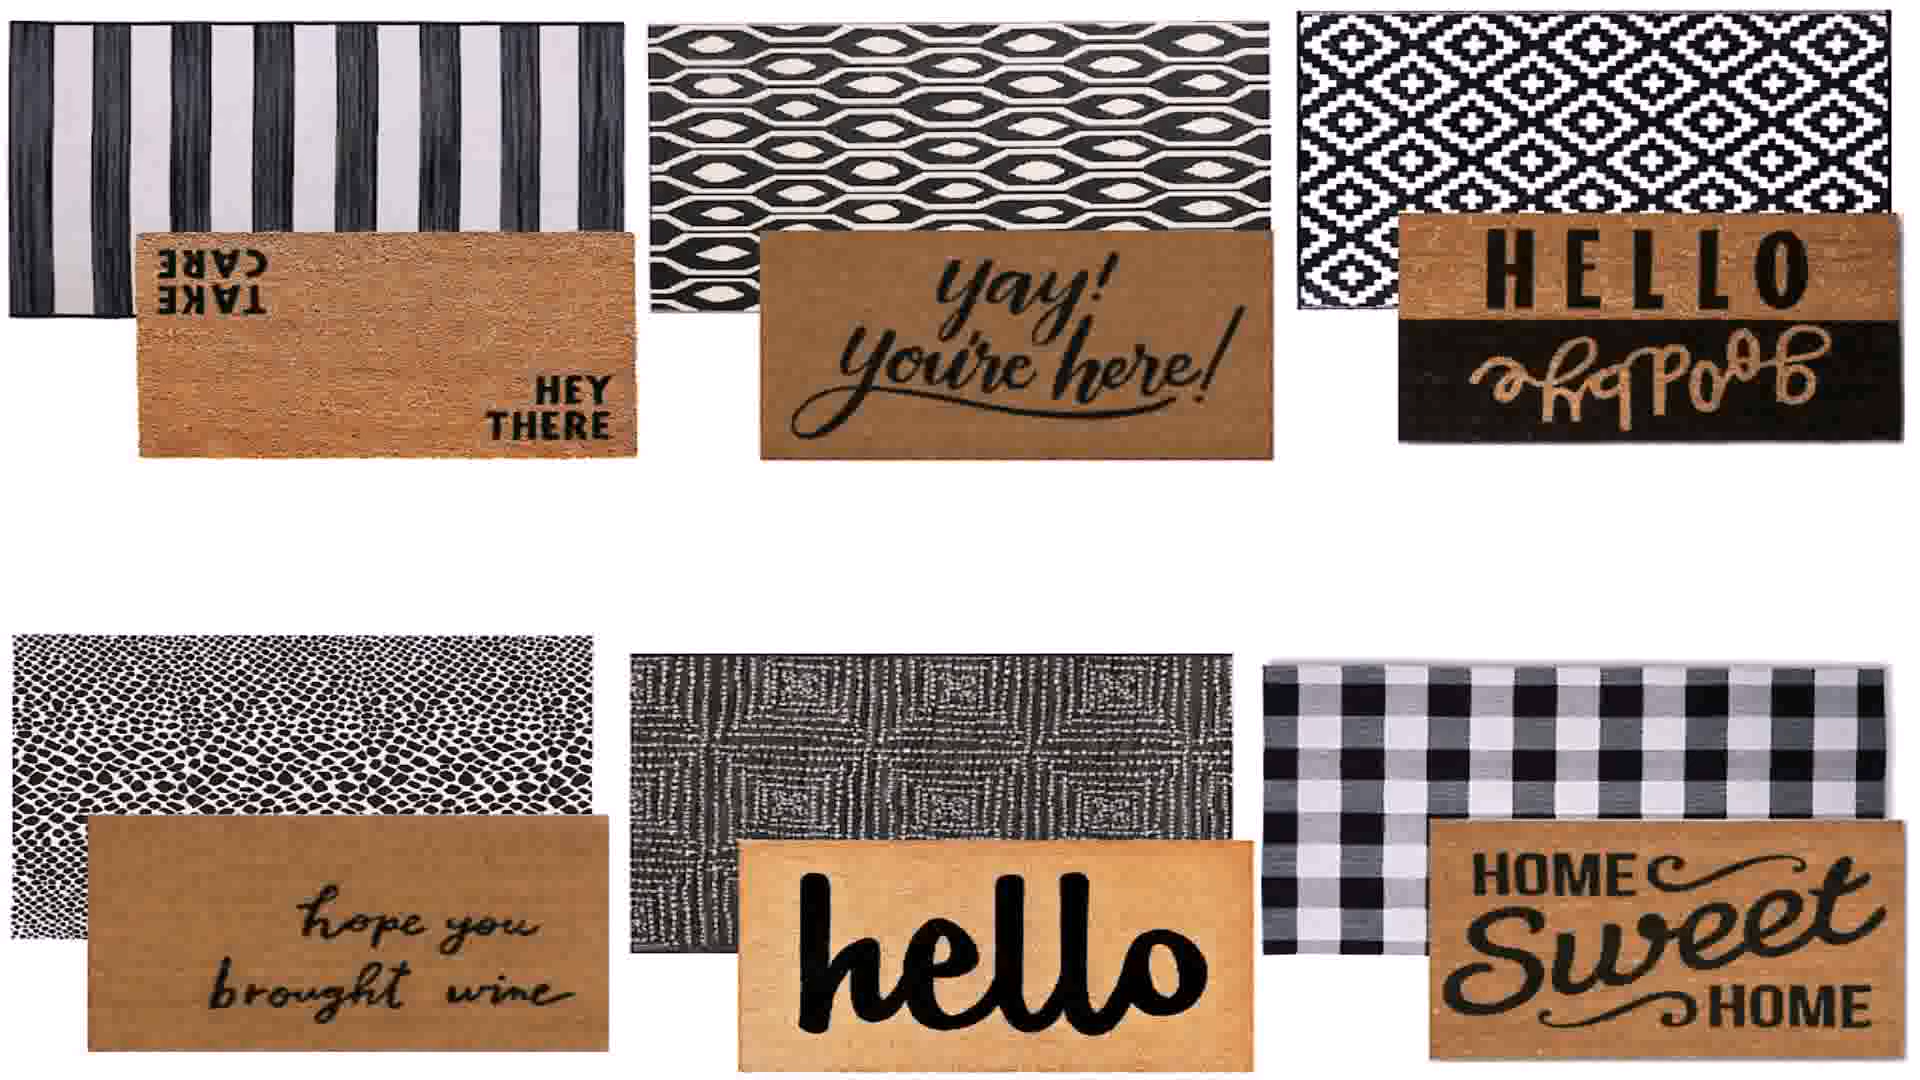 TAKE
CARE
HEY
THERE
yay!
you're here!
HELLO
goodbye
hope you
brought wine
hello
HOME
Sweet
HOME